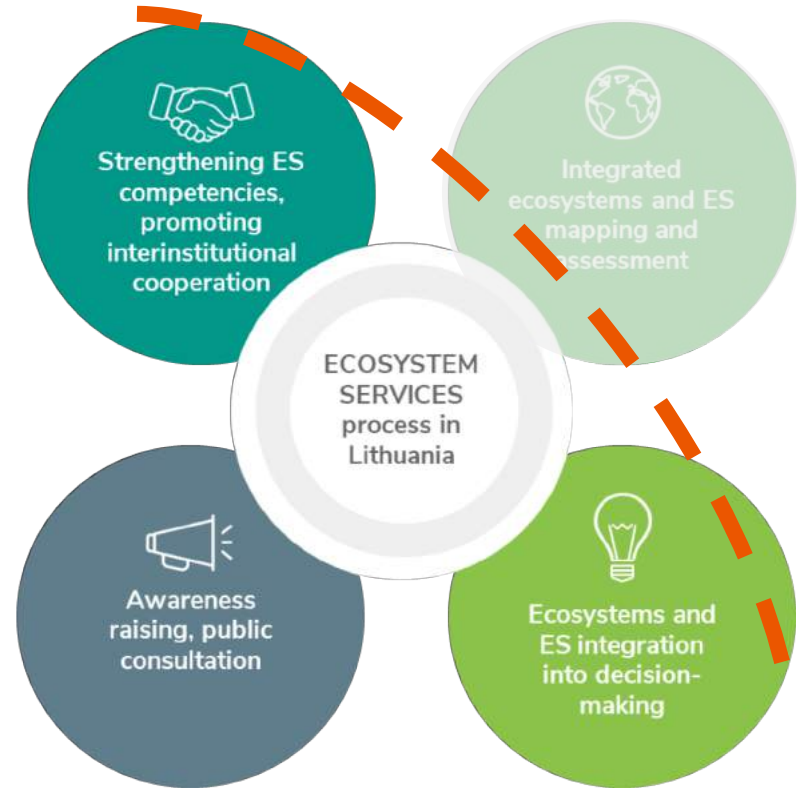 Strengthening ES
competencies,
promoting
interinstitutional
cooperation
Integrated
ecosystems and ES
mapping and
assessment
ECOSYSTEM
SERVICES
process in
Lithuania
Awareness
raising, public
consultation
Ecosystems and
ES integration
into decision-
making